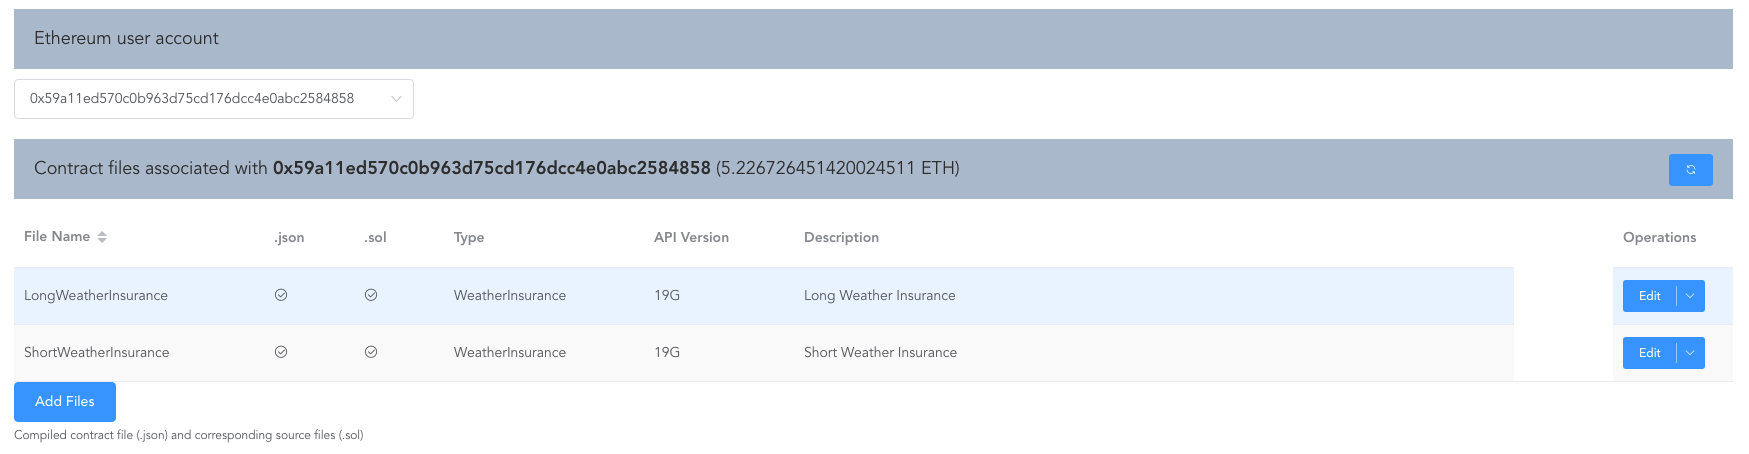 Ethereum user account
0x59a11ed570c0b963d75cd176dcc4e0abc2584858
Contract files associated with 0x59a11ed570c0b963d75cd176dcc4e0abc2584858 (5.226726451420024511 ETH)
File Name .json .sol Type API Version Description Operations
LongWeatherInsurance WeatherInsurance 19G Long Weather Insurance Edit
ShortWeatherInsurance WeatherInsurance 19G Short Weather Insurance Edit
Add Files
Compiled contract file (.json) and corresponding source files (.sol)